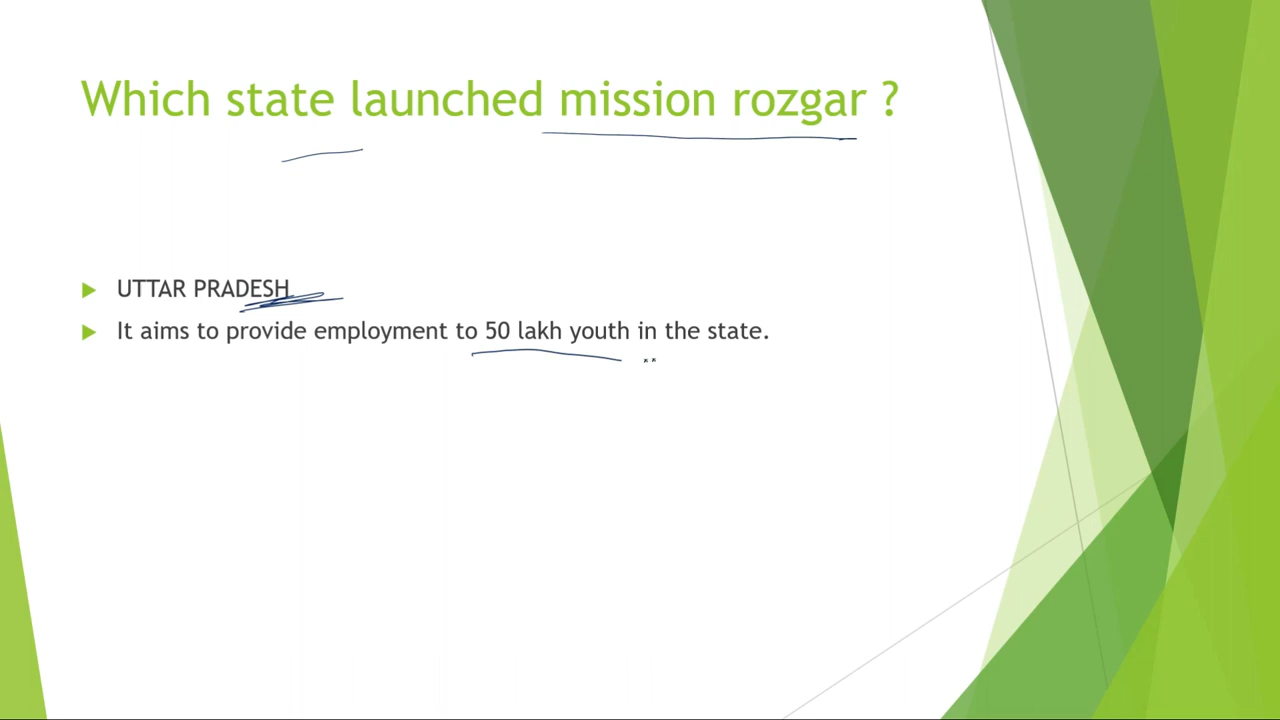 Which state launched mission rozgar ?
UTTAR PRADESH
It aims to provide employment to 50 lakh youth in the state.